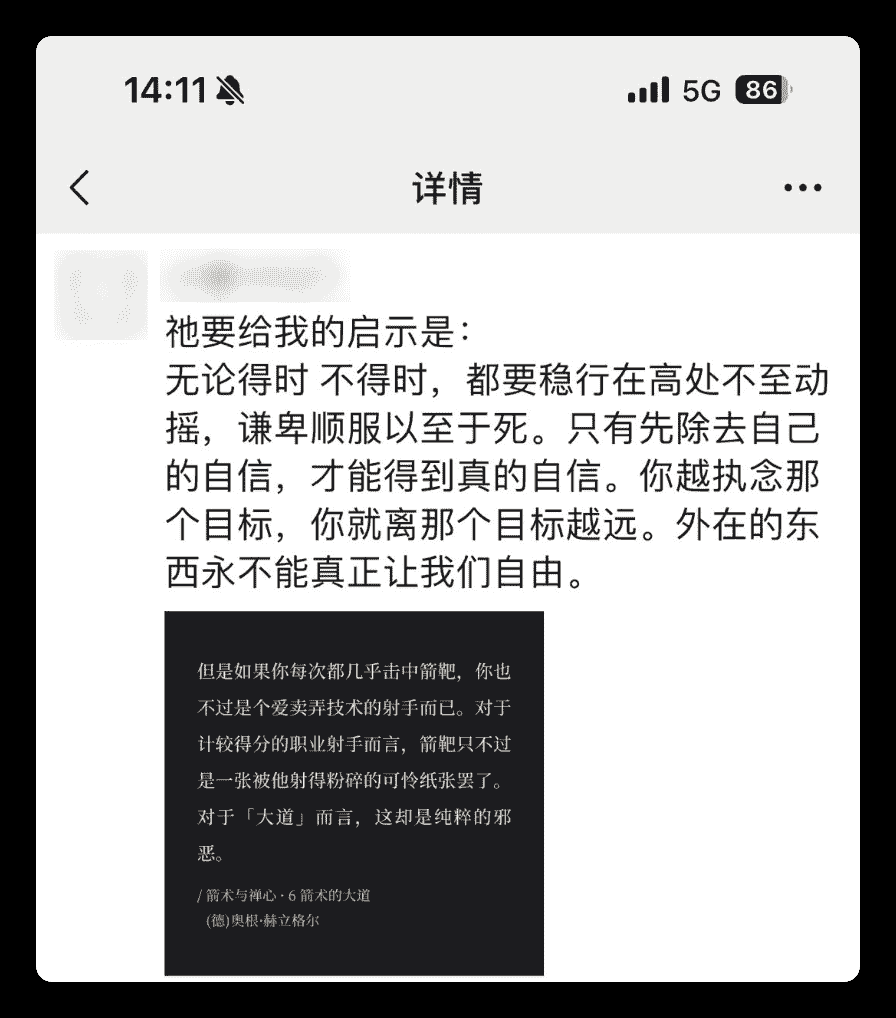 14:11 5G 86
详情
祂要给我的启示是：
无论得时 不得时，都要稳行在高处不至动
摇，谦卑顺服以至于死。只有先除去自己
的自信，才能得到真的自信。你越执念那
个目标，你就离那个目标越远。外在的东
西永不能真正让我们自由。
但是如果你每次都几乎击中箭靶，你也
不过是个爱卖弄技术的射手而已。对于
计较得分的职业射手而言，箭靶只不过
是一张被他射得粉碎的可怜纸张罢了。
对于「大道」而言，这却是纯粹的邪
恶。
/ 箭术与禅心 · 6 箭术的大道
(德)奥根·赫立格尔